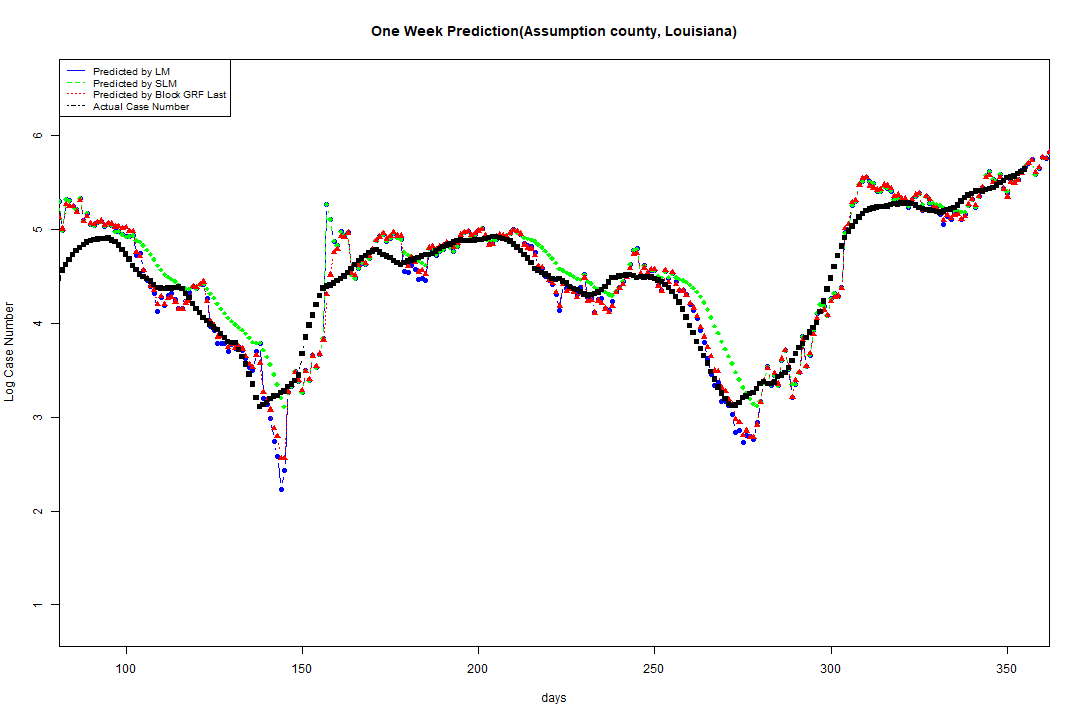 One Week Prediction(Assumption county, Louisiana)
Predicted by LM
Predicted by SLM
Predicted by Block GRF Last
Actual Case Number
6
5
4
3
2
1
Log Case Number
100 150 200 250 300 350
days